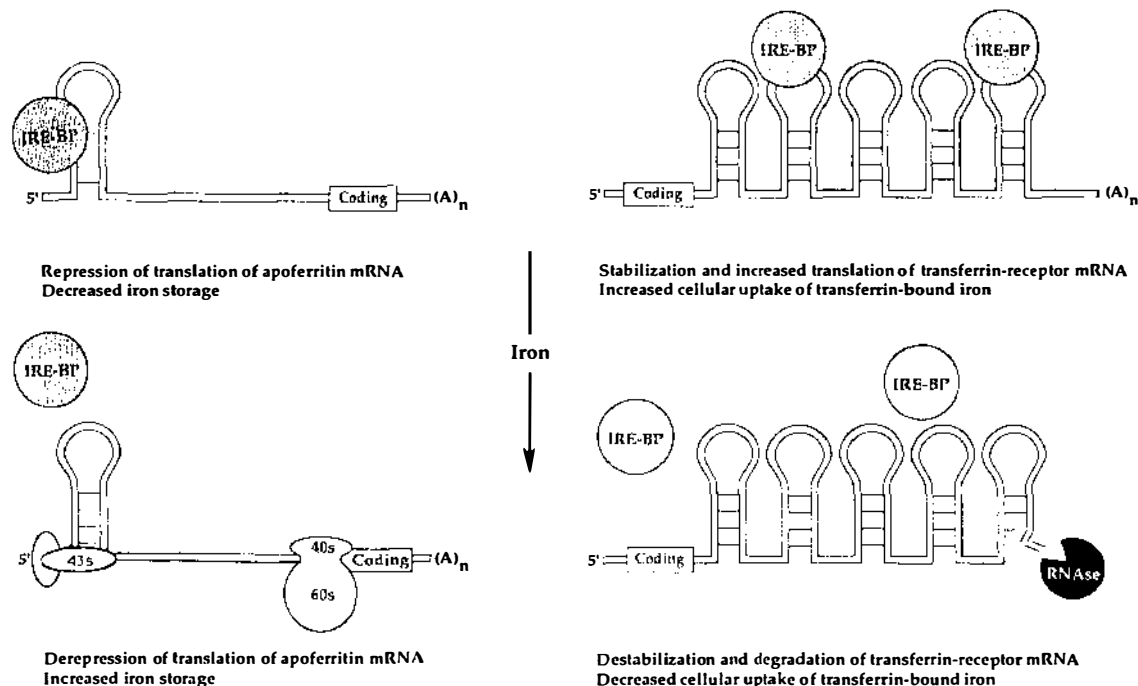 IRE-BP
IRE-BP
IRE-BP
5'
Coding
(A)n
5'
Coding
(A)n
Repression of translation of apoferritin mRNA
Decreased iron storage
Stabilization and increased translation of transferrin-receptor mRNA
Increased cellular uptake of transferrin-bound iron
Iron
IRE-BP
IRE-BP
IRE-BP
5'
43s
40s
60s
Coding
(A)n
5'
Coding
RNAse
Derepression of translation of apoferritin mRNA
Increased iron storage
Destabilization and degradation of transferrin-receptor mRNA
Decreased cellular uptake of transferrin-bound iron